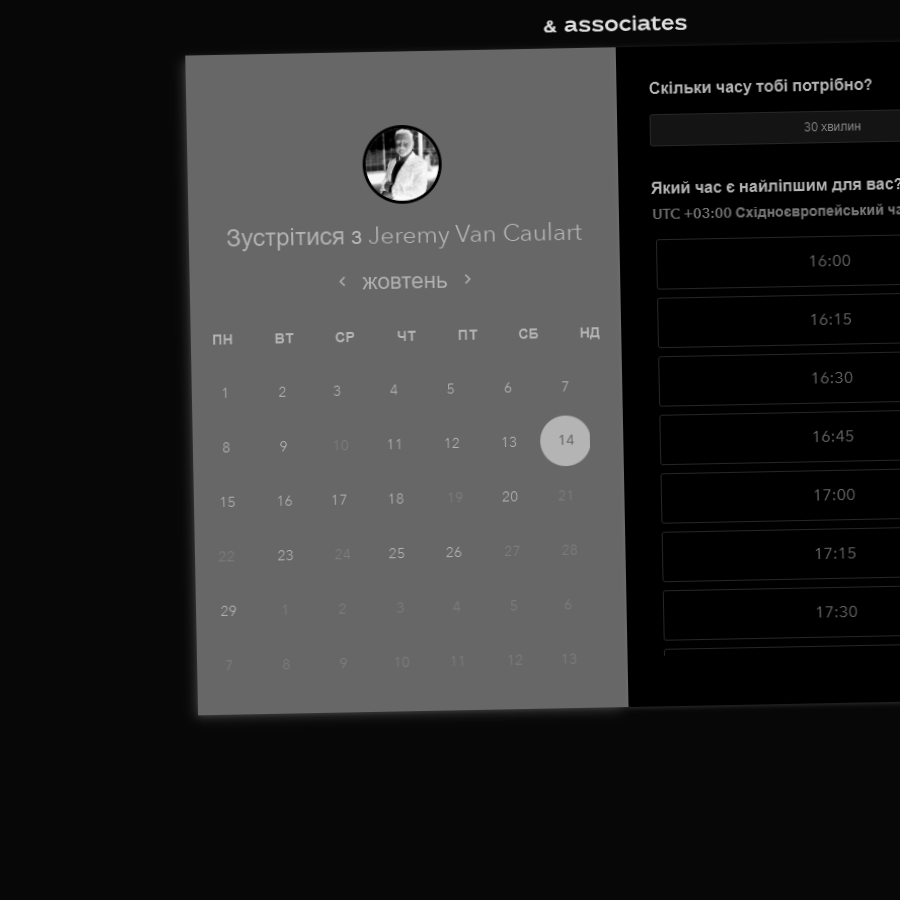 & associates
Зустрітися з Jeremy Van Caulart
‹ жовтень ›
ПН ВТ СР ЧТ ПТ СБ НД
1 2 3 4 5 6 7
8 9 10 11 12 13 14
15 16 17 18 19 20 21
22 23 24 25 26 27 28
29 1 2 3 4 5 6
7 8 9 10 11 12 13
Скільки часу тобі потрібно?
30 хвилин
Який час є найліпшим для вас?
UTC +03:00 Східноєвропейський ча
16:00
16:15
16:30
16:45
17:00
17:15
17:30